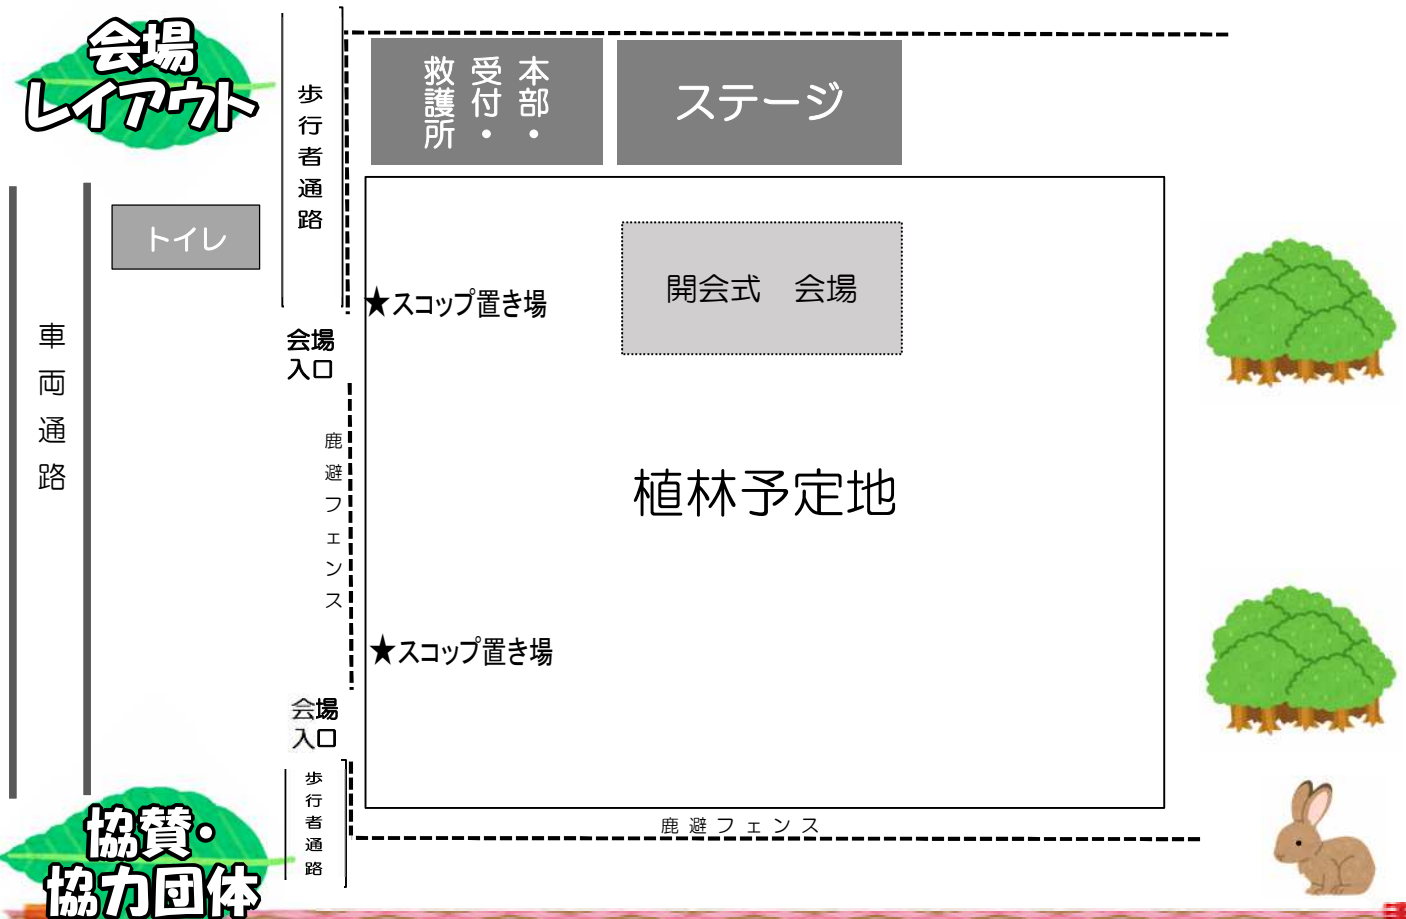 会場
レイアウト
歩行者通路
本部・
受付・
救護所
ステージ
トイレ
開会式　会場
★スコップ置き場
会場
入口
車両通路
鹿避フェンス
植林予定地
★スコップ置き場
会場
入口
歩行者通路
鹿避フェンス
協賛・
協力団体